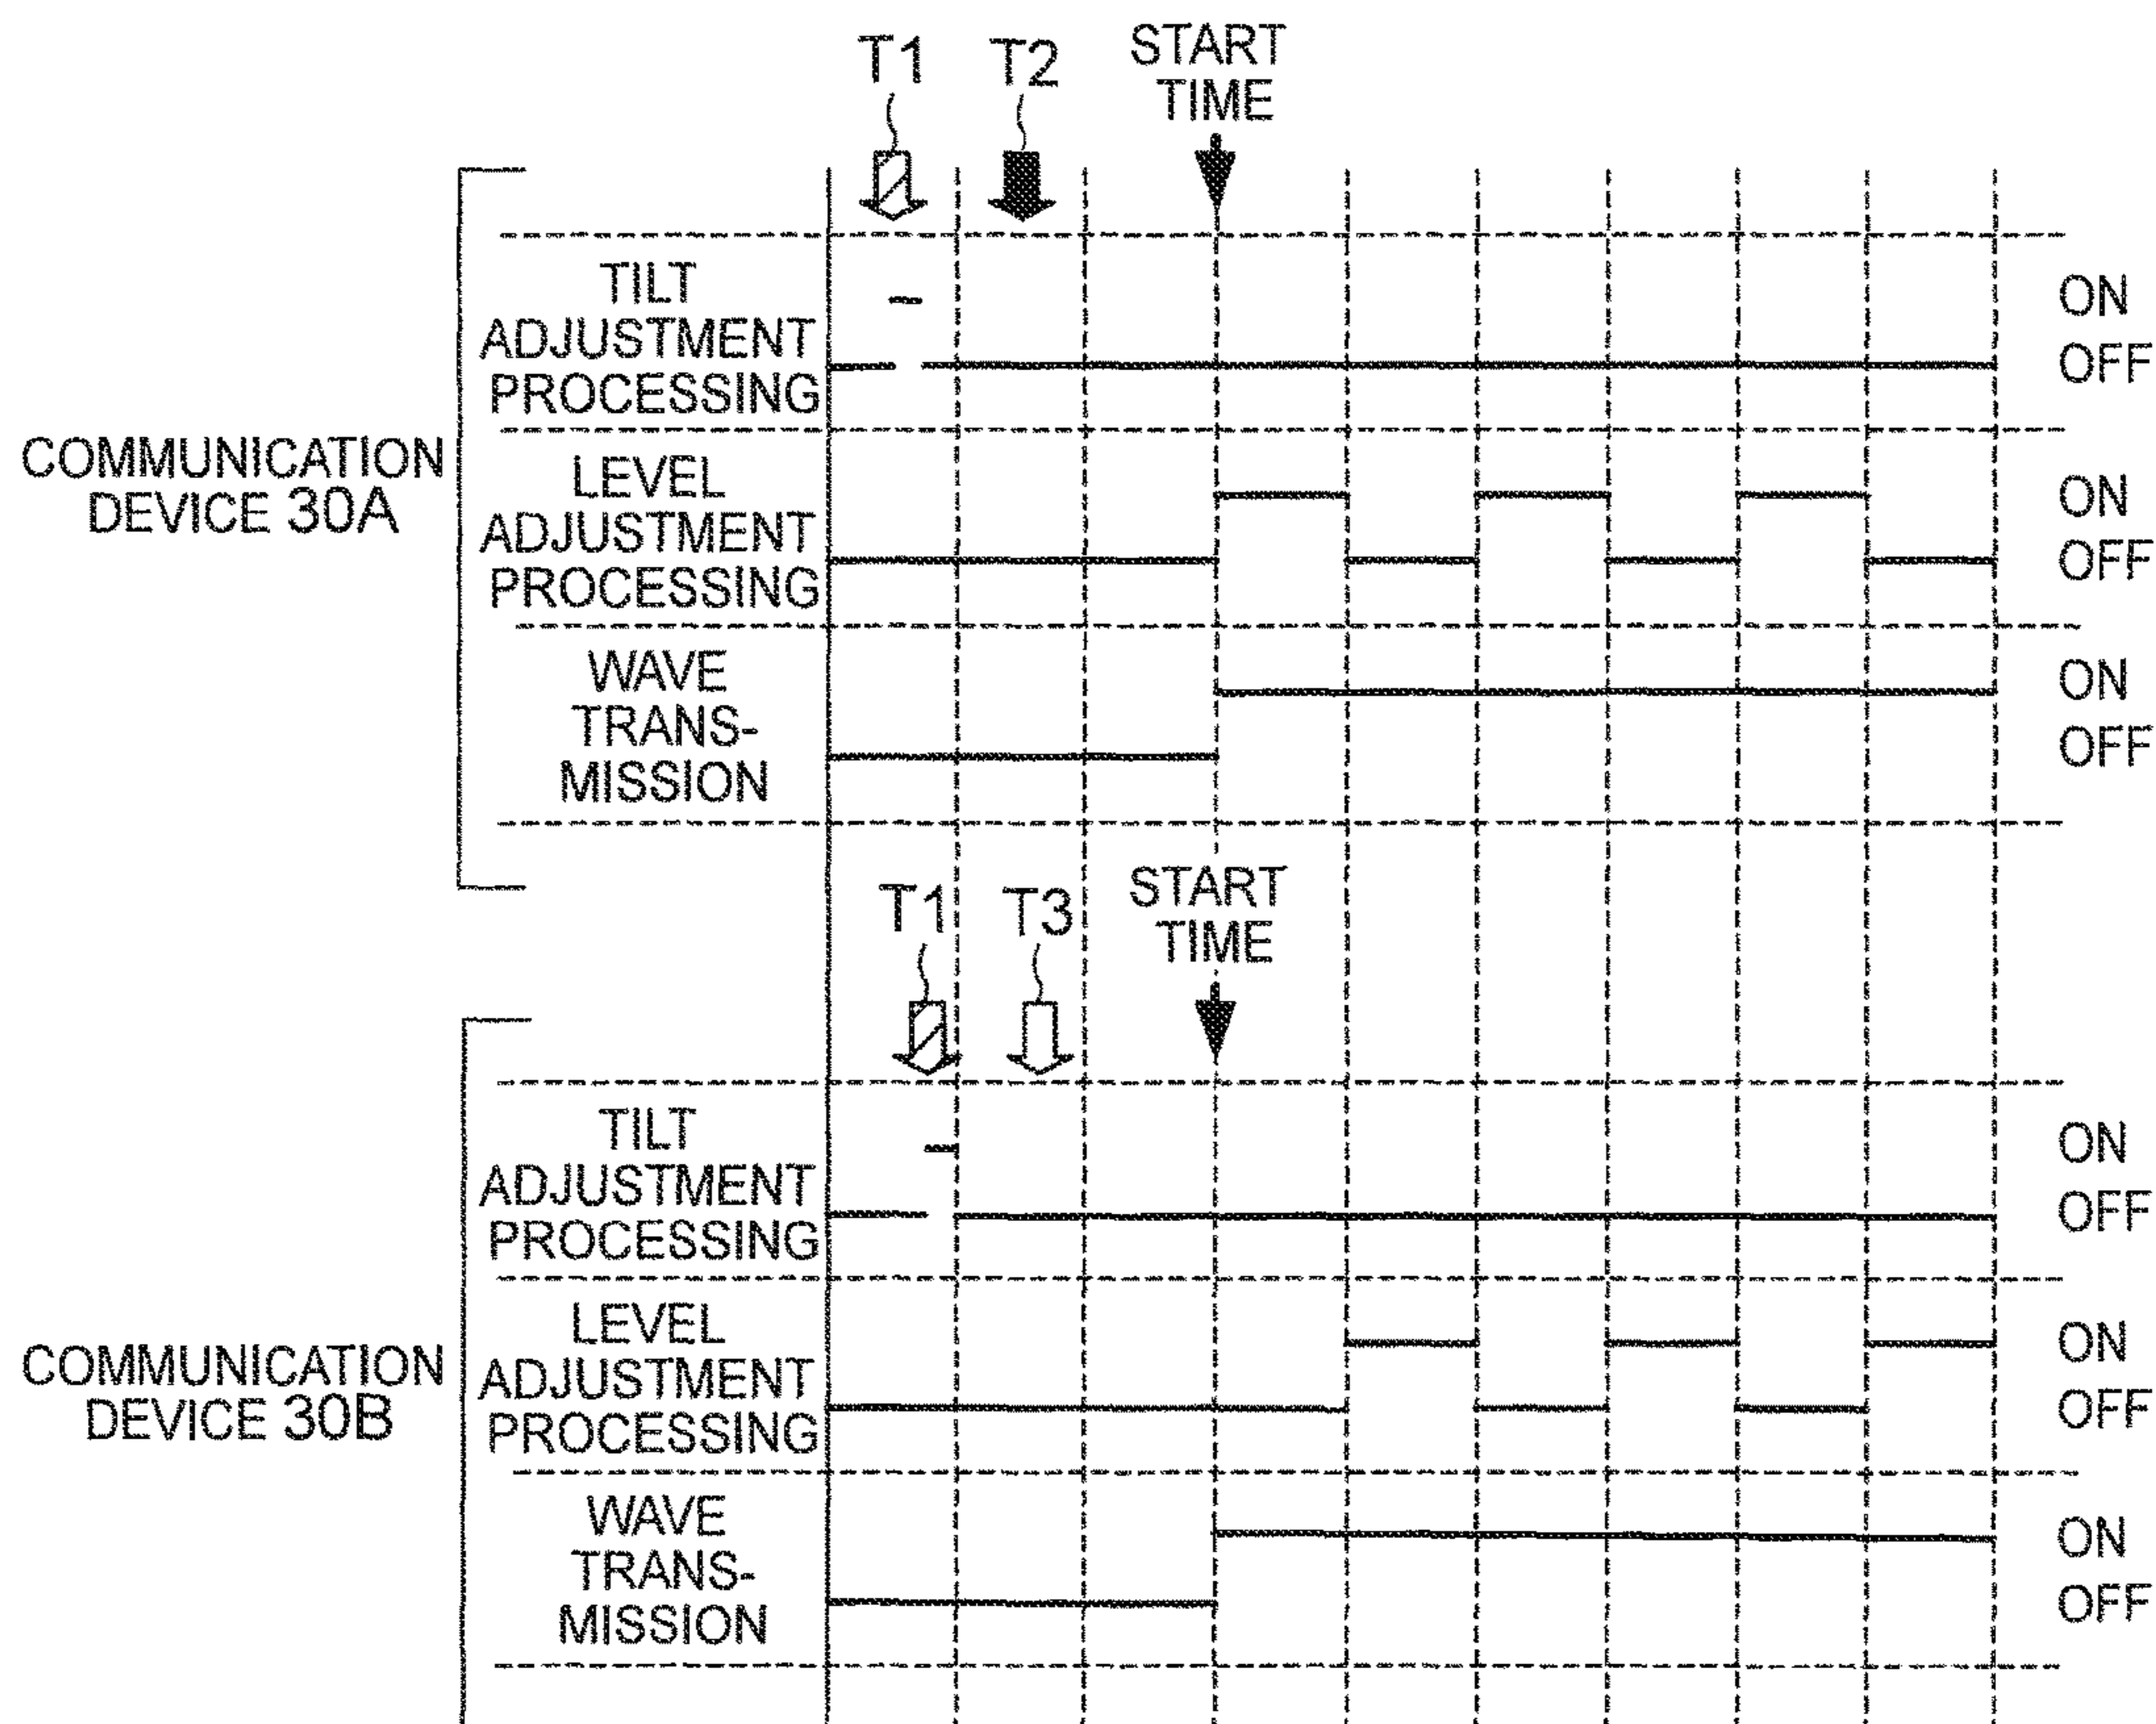 T1
T2
START
TIME
TILT
ADJUSTMENT
PROCESSING
ON
OFF
COMMUNICATION
DEVICE 30A
LEVEL
ADJUSTMENT
PROCESSING
ON
OFF
WAVE
TRANS-
MISSION
ON
OFF
T1
T3
START
TIME
TILT
ADJUSTMENT
PROCESSING
ON
OFF
COMMUNICATION
DEVICE 30B
LEVEL
ADJUSTMENT
PROCESSING
ON
OFF
WAVE
TRANS-
MISSION
ON
OFF